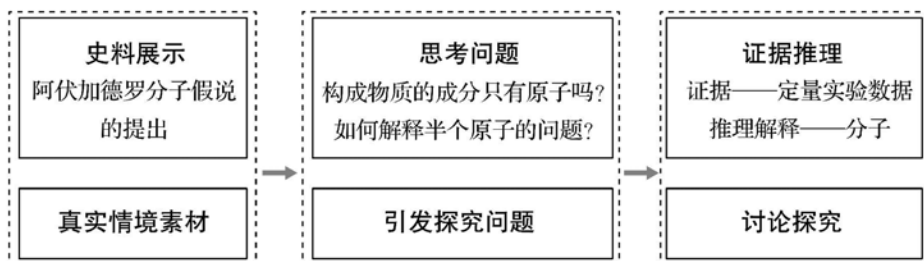 史料展示
阿伏加德罗分子假说
的提出
真实情境素材
思考问题
构成物质的成分只有原子吗?
如何解释半个原子的问题?
引发探究问题
证据推理
证据——定量实验数据
推理解释——分子
讨论探究